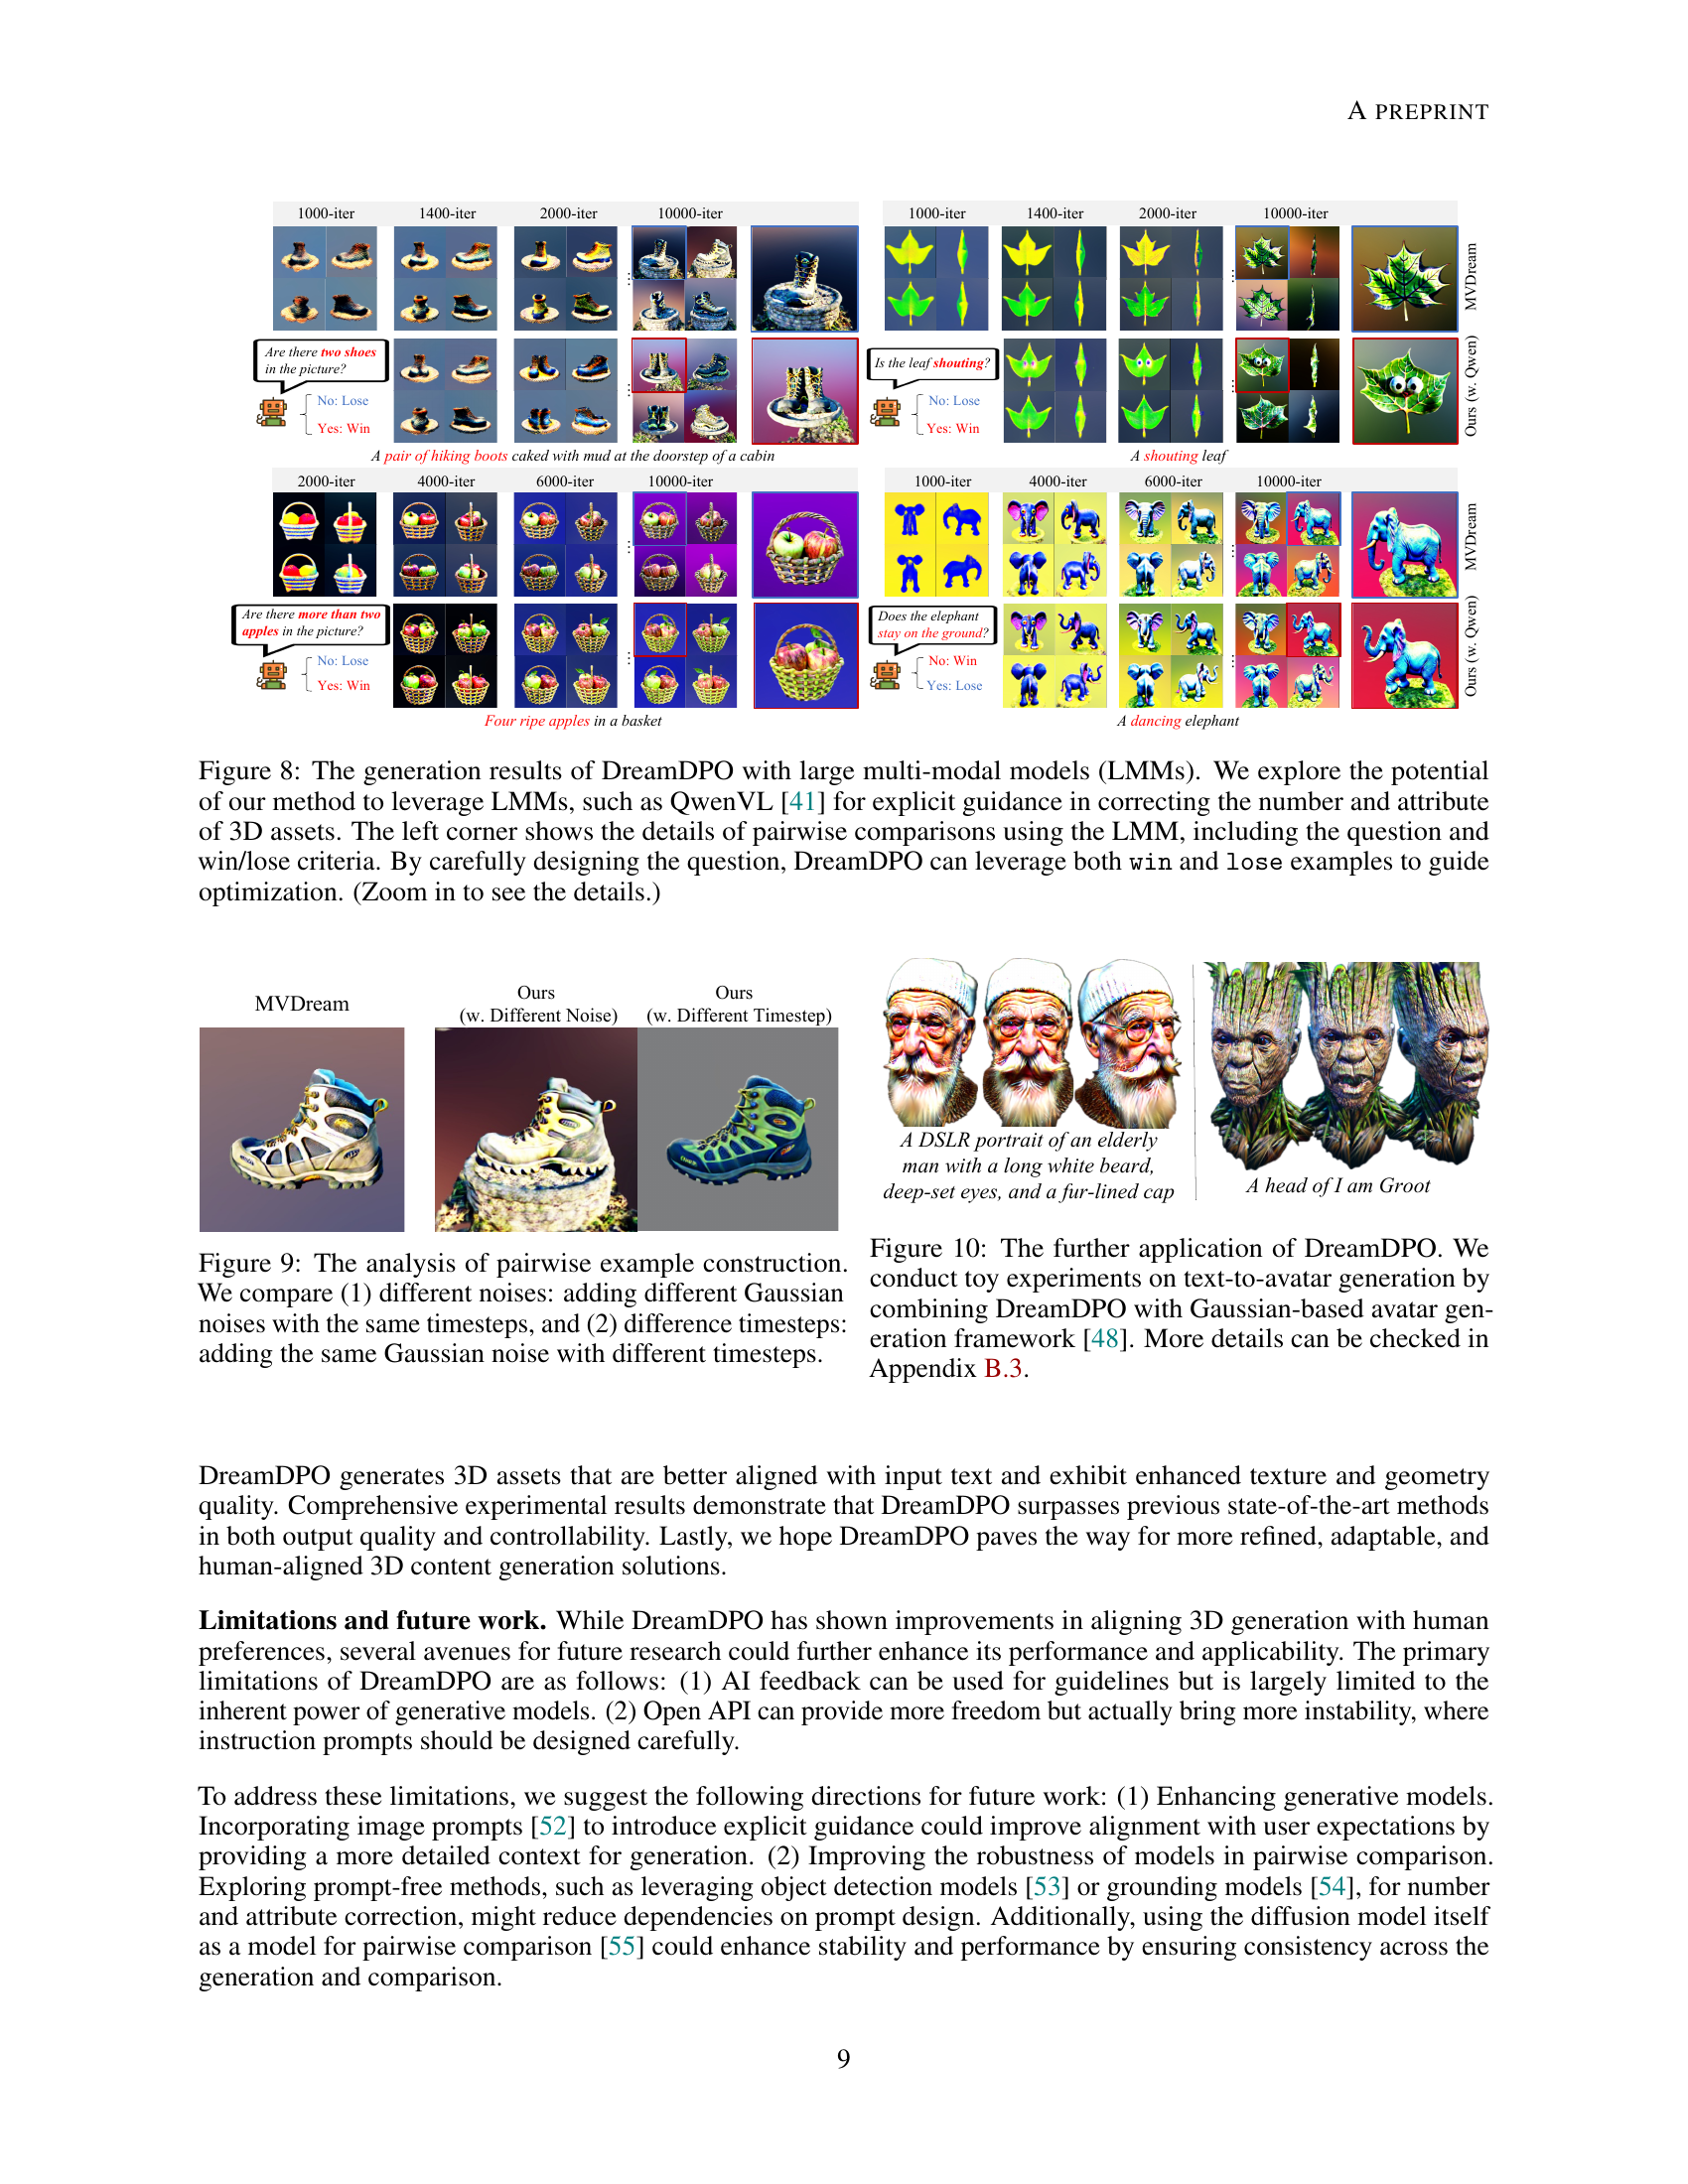 A PREPRINT
1000-iter 1400-iter 2000-iter 10000-iter
MVDream
Are there two shoes
in the picture?
No: Lose
Yes: Win
A pair of hiking boots caked with mud at the doorstep of a cabin
1000-iter 1400-iter 2000-iter 10000-iter
Is the leaf shouting?
No: Lose
Yes: Win
Ours (w. Qwen)
A shouting leaf
2000-iter 4000-iter 6000-iter 10000-iter
Are there more than two
apples in the picture?
No: Lose
Yes: Win
Four ripe apples in a basket
1000-iter 4000-iter 6000-iter 10000-iter
MVDream
Does the elephant
stay on the ground?
No: Win
Yes: Lose
Ours (w. Qwen)
A dancing elephant
Figure 8: The generation results of DreamDPO with large multi-modal models (LMMs). We explore the potential
of our method to leverage LMMs, such as QwenVL [41] for explicit guidance in correcting the number and attribute
of 3D assets. The left corner shows the details of pairwise comparisons using the LMM, including the question and
win/lose criteria. By carefully designing the question, DreamDPO can leverage both win and lose examples to guide
optimization. (Zoom in to see the details.)
MVDream
Ours
(w. Different Noise)
Ours
(w. Different Timestep)
Figure 9: The analysis of pairwise example construction.
We compare (1) different noises: adding different Gaussian
noises with the same timesteps, and (2) difference timesteps:
adding the same Gaussian noise with different timesteps.
A DSLR portrait of an elderly
man with a long white beard,
deep-set eyes, and a fur-lined cap
A head of I am Groot
Figure 10: The further application of DreamDPO. We
conduct toy experiments on text-to-avatar generation by
combining DreamDPO with Gaussian-based avatar gen-
eration framework [48]. More details can be checked in
Appendix B.3.
DreamDPO generates 3D assets that are better aligned with input text and exhibit enhanced texture and geometry
quality. Comprehensive experimental results demonstrate that DreamDPO surpasses previous state-of-the-art methods
in both output quality and controllability. Lastly, we hope DreamDPO paves the way for more refined, adaptable, and
human-aligned 3D content generation solutions.
Limitations and future work. While DreamDPO has shown improvements in aligning 3D generation with human
preferences, several avenues for future research could further enhance its performance and applicability. The primary
limitations of DreamDPO are as follows: (1) AI feedback can be used for guidelines but is largely limited to the
inherent power of generative models. (2) Open API can provide more freedom but actually bring more instability, where
instruction prompts should be designed carefully.
To address these limitations, we suggest the following directions for future work: (1) Enhancing generative models.
Incorporating image prompts [52] to introduce explicit guidance could improve alignment with user expectations by
providing a more detailed context for generation. (2) Improving the robustness of models in pairwise comparison.
Exploring prompt-free methods, such as leveraging object detection models [53] or grounding models [54], for number
and attribute correction, might reduce dependencies on prompt design. Additionally, using the diffusion model itself
as a model for pairwise comparison [55] could enhance stability and performance by ensuring consistency across the
generation and comparison.
9